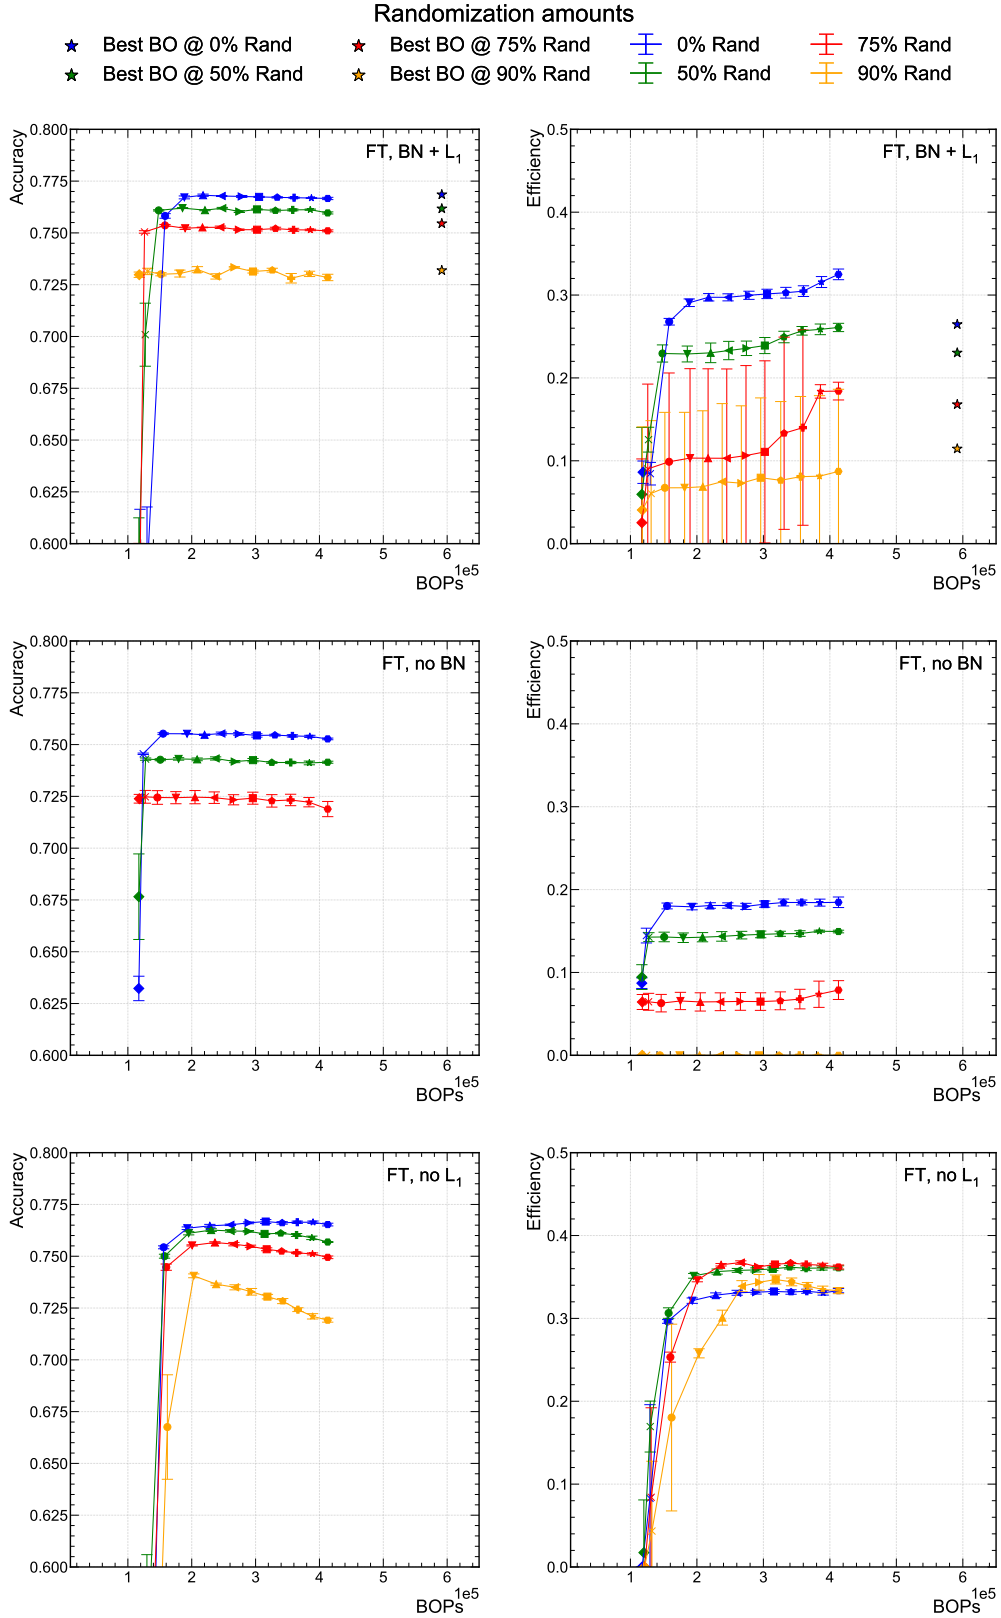 Randomization amounts
Best BO @ 0% Rand
Best BO @ 75% Rand
0% Rand
75% Rand
Best BO @ 50% Rand
Best BO @ 90% Rand
50% Rand
90% Rand
Accuracy
0.800
0.775
0.750
0.725
0.700
0.675
0.650
0.625
0.600
FT, BN + L1
1 2 3 4 5 6
1e5
BOPs
Efficiency
0.5
0.4
0.3
0.2
0.1
0.0
FT, BN + L1
1 2 3 4 5 6
1e5
BOPs
Accuracy
0.800
0.775
0.750
0.725
0.700
0.675
0.650
0.625
0.600
FT, no BN
1 2 3 4 5 6
1e5
BOPs
Efficiency
0.5
0.4
0.3
0.2
0.1
0.0
FT, no BN
1 2 3 4 5 6
1e5
BOPs
Accuracy
0.800
0.775
0.750
0.725
0.700
0.675
0.650
0.625
0.600
FT, no L1
1 2 3 4 5 6
1e5
BOPs
Efficiency
0.5
0.4
0.3
0.2
0.1
0.0
FT, no L1
1 2 3 4 5 6
1e5
BOPs